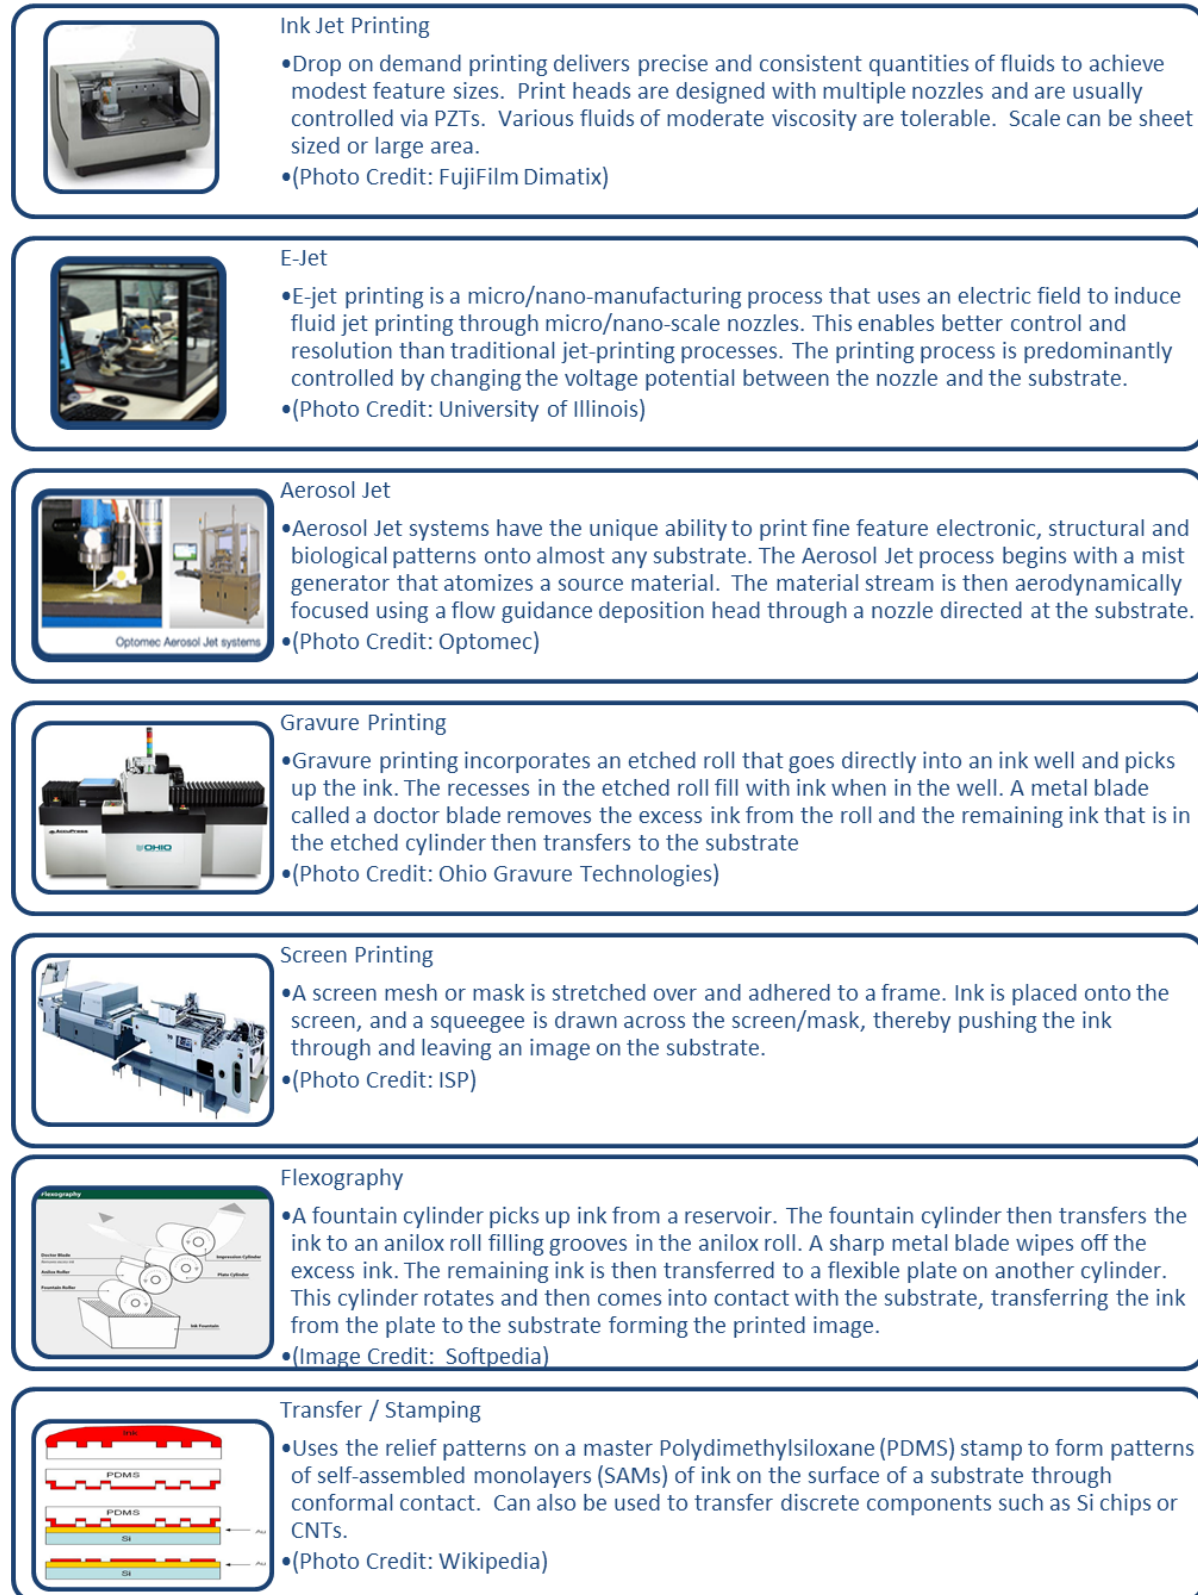 Ink Jet Printing
•Drop on demand printing delivers precise and consistent quantities of fluids to achieve
modest feature sizes.  Print heads are designed with multiple nozzles and are usually
controlled via PZTs.  Various fluids of moderate viscosity are tolerable.  Scale can be sheet
sized or large area.
•(Photo Credit: FujiFilm Dimatix)
E-Jet
•E-jet printing is a micro/nano-manufacturing process that uses an electric field to induce
fluid jet printing through micro/nano-scale nozzles. This enables better control and
resolution than traditional jet-printing processes. The printing process is predominantly
controlled by changing the voltage potential between the nozzle and the substrate.
•(Photo Credit: University of Illinois)
Optomec Aerosol Jet systems
Aerosol Jet
•Aerosol Jet systems have the unique ability to print fine feature electronic, structural and
biological patterns onto almost any substrate. The Aerosol Jet process begins with a mist
generator that atomizes a source material.  The material stream is then aerodynamically
focused using a flow guidance deposition head through a nozzle directed at the substrate.
•(Photo Credit: Optomec)
AccuPress
OHIO
Gravure Printing
•Gravure printing incorporates an etched roll that goes directly into an ink well and picks
up the ink. The recesses in the etched roll fill with ink when in the well. A metal blade
called a doctor blade removes the excess ink from the roll and the remaining ink that is in
the etched cylinder then transfers to the substrate
•(Photo Credit: Ohio Gravure Technologies)
Screen Printing
•A screen mesh or mask is stretched over and adhered to a frame. Ink is placed onto the
screen, and a squeegee is drawn across the screen/mask, thereby pushing the ink
through and leaving an image on the substrate.
•(Photo Credit: ISP)
Flexography
Doctor Blade
Anilox Roller
Fountain Roller
Impression Cylinder
Plate Cylinder
Ink Fountain
Flexography
•A fountain cylinder picks up ink from a reservoir. The fountain cylinder then transfers the
ink to an anilox roll filling grooves in the anilox roll. A sharp metal blade wipes off the
excess ink. The remaining ink is then transferred to a flexible plate on another cylinder.
This cylinder rotates and then comes into contact with the substrate, transferring the ink
from the plate to the substrate forming the printed image.
•(Image Credit:  Softpedia)
Ink
PDMS
PDMS
Si
Au
Si
Au
Transfer / Stamping
•Uses the relief patterns on a master Polydimethylsiloxane (PDMS) stamp to form patterns
of self-assembled monolayers (SAMs) of ink on the surface of a substrate through
conformal contact.  Can also be used to transfer discrete components such as Si chips or
CNTs.
•(Photo Credit: Wikipedia)